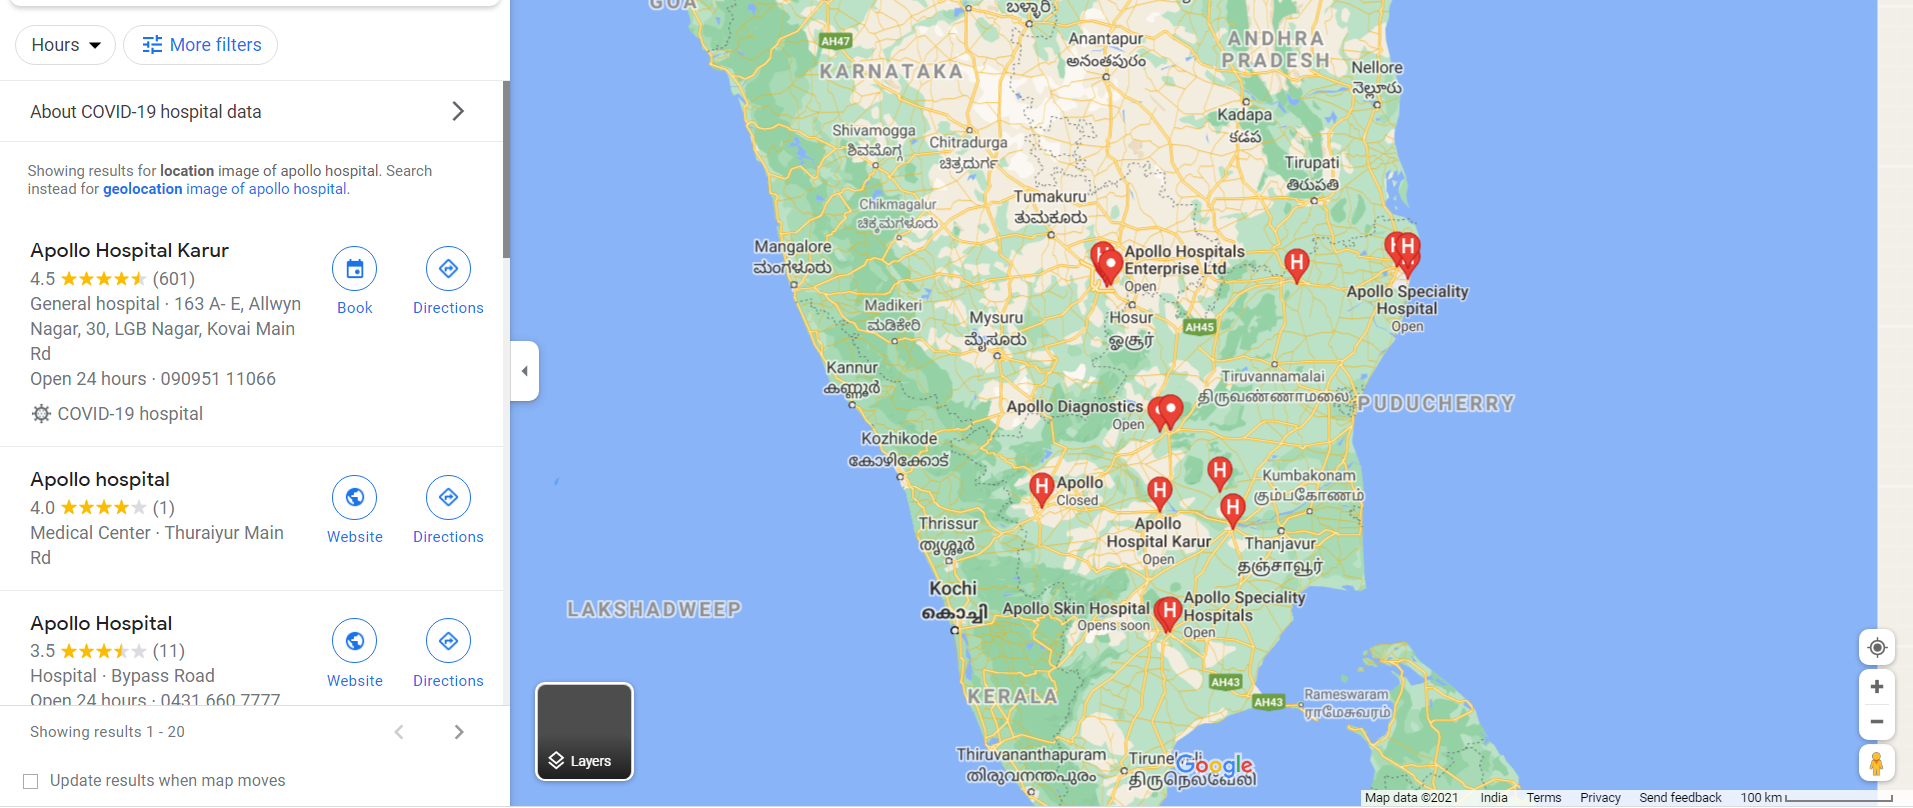 Hours
More filters
About COVID-19 hospital data
Showing results for location image of apollo hospital. Search
instead for geolocation image of apollo hospital.
Apollo Hospital Karur
4.5 (601)
General hospital · 163 A- E, Allwyn
Nagar, 30, LGB Nagar, Kovai Main
Rd
Open 24 hours · 090951 11066
COVID-19 hospital
Book
Directions
Apollo hospital
4.0 (1)
Medical Center · Thuraiyur Main
Rd
Website
Directions
Apollo Hospital
3.5 (11)
Hospital · Bypass Road
Open 24 hours · 0431 660 7777
Website
Directions
Showing results 1 - 20
Update results when map moves
GOA
ബള്ളാരി
AH47
KARNATAKA
Anantapur
അനന്തപുരം
ANDHRA
PRADESH
Nellore
నెల్లూరు
Kadapa
కడప
Shivamogga
ಶಿವಮೊಗ್ಗ
Chitradurga
ಚಿತ್ರದುರ್ಗ
Tirupati
తిరుపతి
Tumakuru
ತುಮಕೂರು
Chikmagalur
ಚಿಕ್ಕಮಗಳೂರು
Mangalore
ಮಂಗಳೂರು
H
Apollo Hospitals
Enterprise Ltd
Open
H
H
H
Apollo Speciality
Hospital
Open
Madikeri
ಮಡಿಕೇರಿ
Mysuru
ಮೈಸೂರು
Hosur
ஓசூர்
AH45
Kannur
കണ്ണൂർ
Tiruvannamalai
திருவண்ணாமலை
PUDUCHERRY
Apollo Diagnostics
Open
Kozhikode
കോഴിക്കോട്
H
Apollo
Closed
H
H
H
Kumbakonam
கும்பகோணம்
Apollo
Hospital Karur
Open
Thrissur
തൃശ്ശൂർ
Thanjavur
தஞ்சாவூர்
Kochi
കൊച്ചി
LAKSHADWEEP
Apollo Skin Hospital
Opens soon
H
Apollo Speciality
Hospitals
Open
KERALA
AH43
AH43
Rameswaram
രാമേശ്വരം
Thiruvananthapuram
തിരുവനന്തപുരം
திருநெல்வேலி
Layers
Google
Map data ©2021 India Terms Privacy Send feedback 100 km